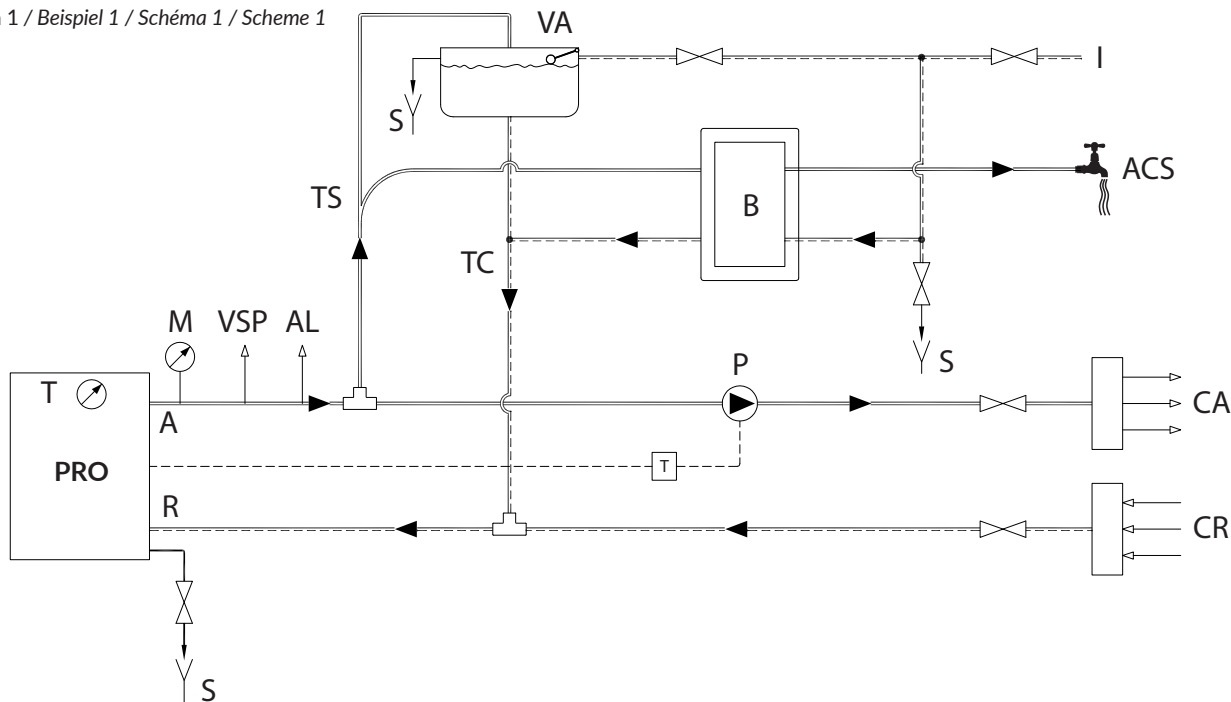 1 / Beispiel 1 / Schéma 1 / Scheme 1
VA
I
S
ACS
TS
B
TC
M VSP AL
S
P
T
A
CA
PRO
T
R
CR
S